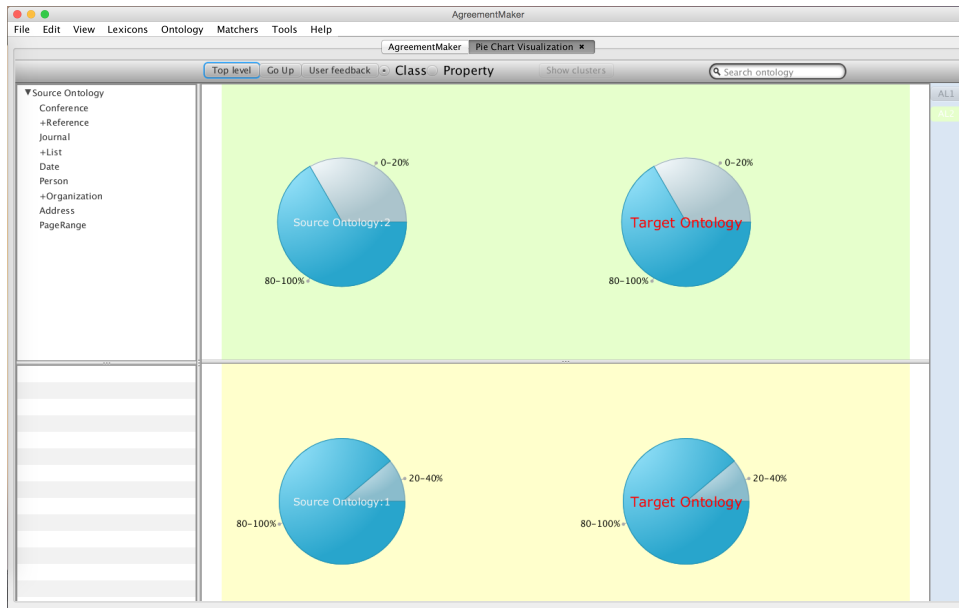 AgreementMaker
File Edit View Lexicons Ontology Matchers Tools Help
AgreementMaker Pie Chart Visualization ×
Top level Go Up User feedback Class Property Show clusters Search ontology
▼Source Ontology
Conference
+Reference
Journal
+List
Date
Person
+Organization
Address
PageRange
AL1
0-20%
Source Ontology:2
80-100%
0-20%
Target Ontology
80-100%
20-40%
Source Ontology:1
80-100%
20-40%
Target Ontology
80-100%